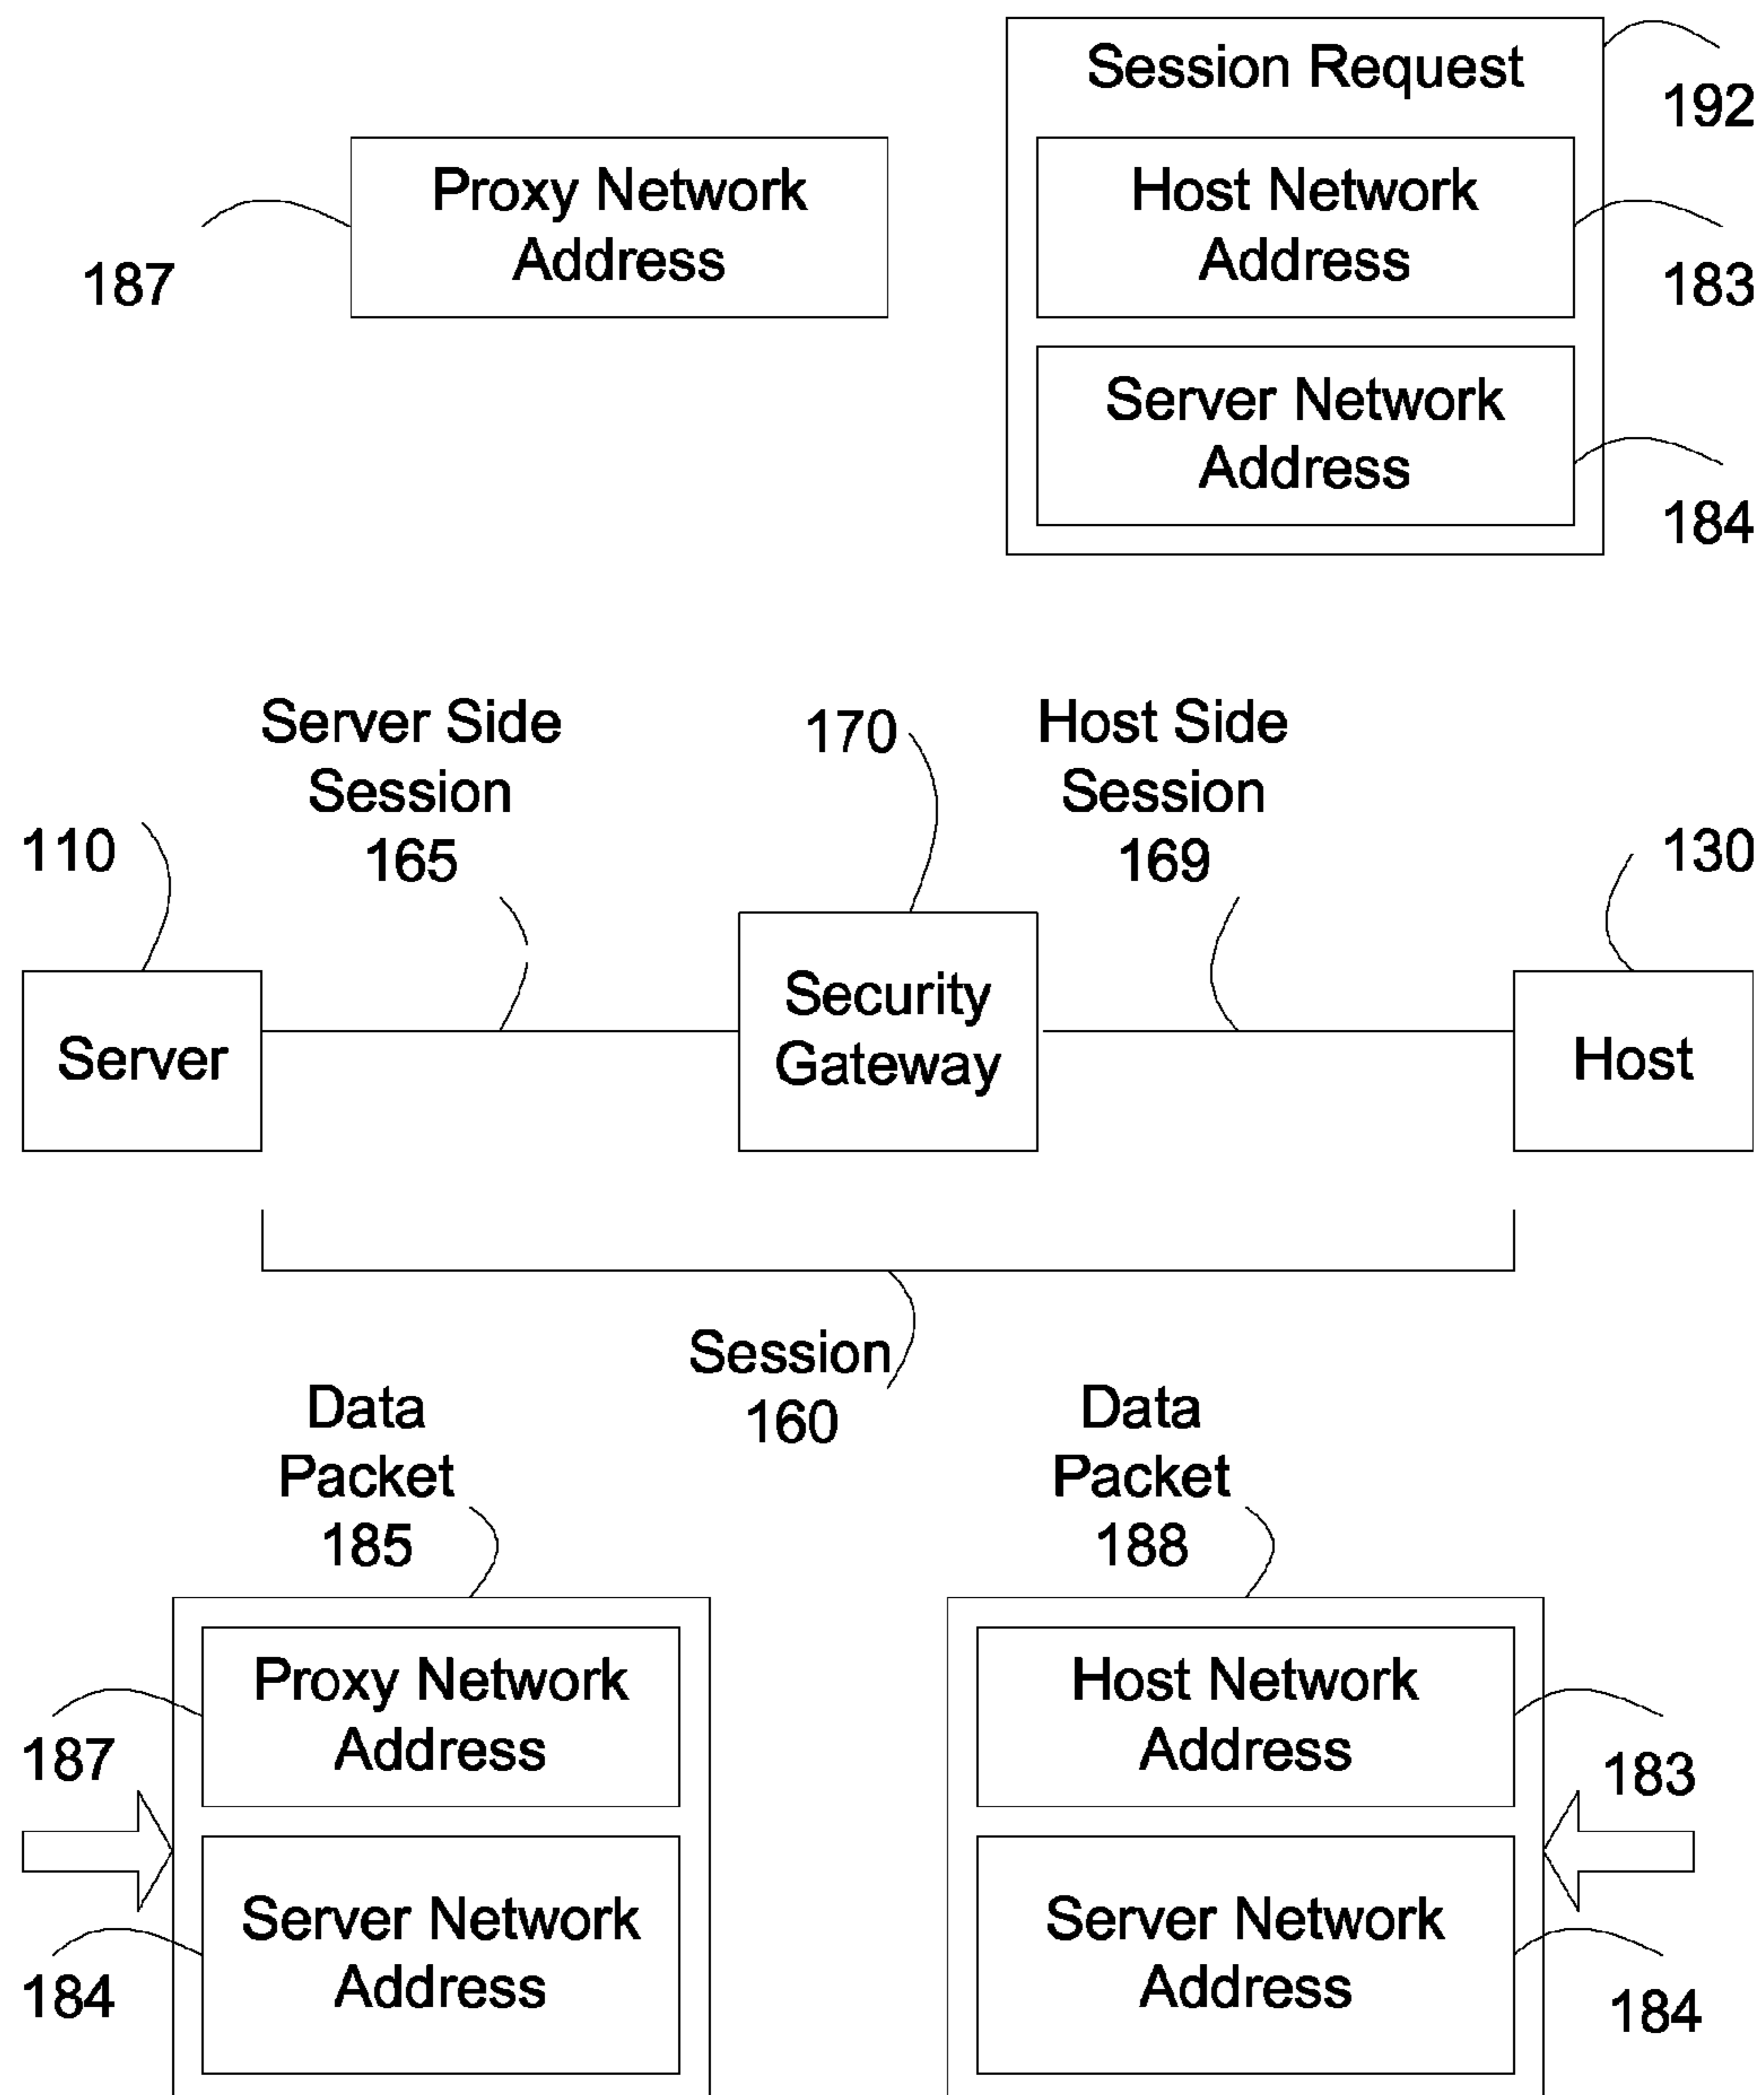 Session Request
192
Proxy Network
Address
187
Host Network
Address
183
Server Network
Address
184
Server Side
Session
165
170
Host Side
Session
169
110
130
Server
Security
Gateway
Host
Session
160
Data
Packet
185
Data
Packet
188
Proxy Network
Address
187
Server Network
Address
184
Host Network
Address
183
Server Network
Address
184